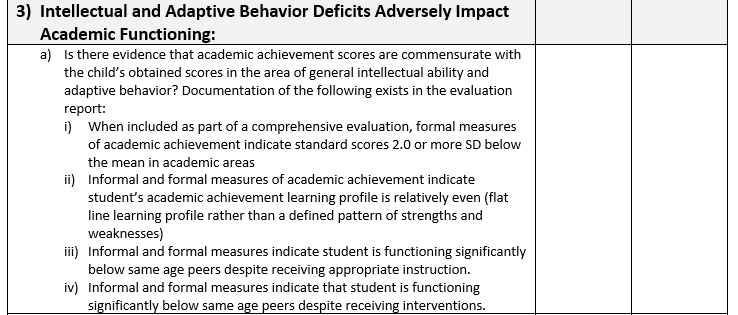 3) Intellectual and Adaptive Behavior Deficits Adversely Impact
Academic Functioning:
a) Is there evidence that academic achievement scores are commensurate with
the child's obtained scores in the area of general intellectual ability and
adaptive behavior? Documentation of the following exists in the evaluation
report:
i) When included as part of a comprehensive evaluation, formal measures
of academic achievement indicate standard scores 2.0 or more SD below
the mean in academic areas
ii) Informal and formal measures of academic achievement indicate
student's academic achievement learning profile is relatively even (flat
line learning profile rather than a defined pattern of strengths and
weaknesses)
iii) Informal and formal measures indicate student is functioning significantly
below same age peers despite receiving appropriate instruction.
iv) Informal and formal measures indicate that student is functioning
significantly below same age peers despite receiving interventions.